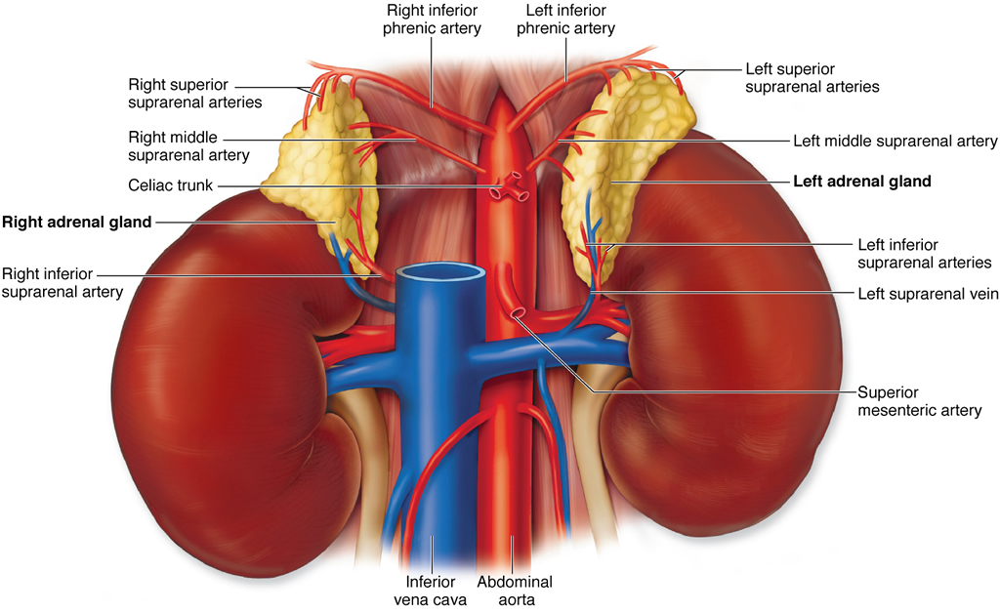 Right inferior
phrenic artery
Left inferior
phrenic artery
Right superior
suprarenal arteries
Left superior
suprarenal arteries
Right middle
suprarenal artery
Left middle suprarenal artery
Celiac trunk
Left adrenal gland
Right adrenal gland
Left inferior
suprarenal arteries
Right inferior
suprarenal artery
Left suprarenal vein
Superior
mesenteric artery
Inferior
vena cava
Abdominal
aorta